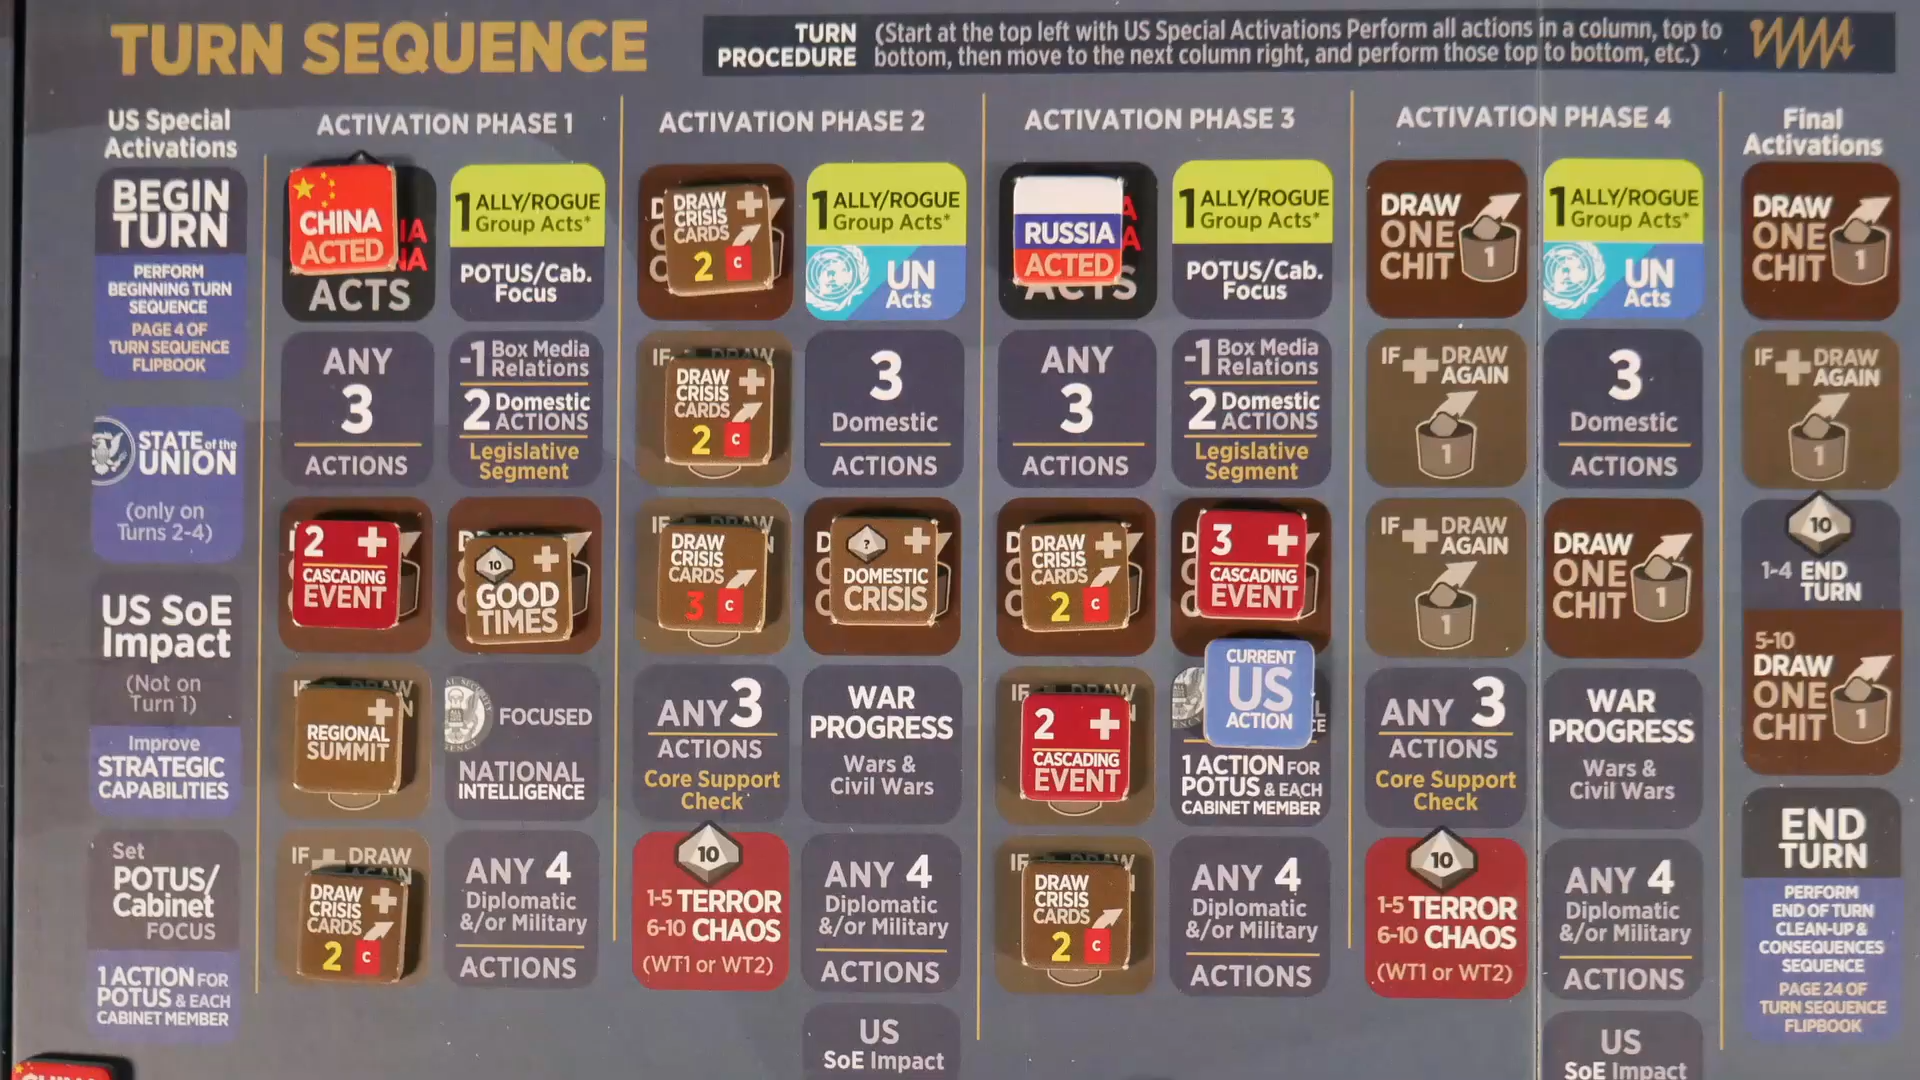 TURN SEQUENCE
TURN PROCEDURE
(Start at the top left with US Special Activations Perform all actions in a column, top to
bottom, then move to the next column right, and perform those top to bottom, etc.)
US Special
Activations
BEGIN
TURN
PERFORM
BEGINNING TURN
SEQUENCE
PAGE 4 OF
TURN SEQUENCE
FLIPBOOK
STATE of the
UNION
(only on
Turns 2-4)
US SoE
Impact
(Not on
Turn 1)
Improve
STRATEGIC
CAPABILITIES
Set
POTUS/
Cabinet
FOCUS
1 ACTION FOR
POTUS & EACH
CABINET MEMBER
ACTIVATION PHASE 1
CHINA
ACTED
ACTS
ANY
3
ACTIONS
2 +
CASCADING
EVENT
REGIONAL
SUMMIT
IF + DRAW
AGAIN
DRAW
CRISIS
CARDS
2 C
1 ALLY/ROGUE
Group Acts*
POTUS/Cab.
Focus
-1 Box Media
Relations
2 Domestic
ACTIONS
Legislative
Segment
10 +
GOOD
TIMES
FOCUSED
NATIONAL
INTELLIGENCE
ANY 4
Diplomatic
&/or Military
ACTIONS
ACTIVATION PHASE 2
DRAW
CRISIS
CARDS
2 C
IF DRAW
DRAW
CRISIS
CARDS
2 C
IF DRAW
DRAW
CRISIS
CARDS
3 C
ANY 3
ACTIONS
Core Support
Check
10
1-5 TERROR
6-10 CHAOS
(WT1 or WT2)
1 ALLY/ROGUE
Group Acts*
UN
Acts
3
Domestic
ACTIONS
? +
DOMESTIC
CRISIS
WAR
PROGRESS
Wars &
Civil Wars
ANY 4
Diplomatic
&/or Military
ACTIONS
US
SoE Impact
ACTIVATION PHASE 3
RUSSIA
ACTED
ACTS
ANY
3
ACTIONS
DRAW
CRISIS
CARDS
2 C
IF DRAW
2 +
CASCADING
EVENT
IF DRAW
DRAW
CRISIS
CARDS
2 C
1 ALLY/ROGUE
Group Acts*
POTUS/Cab.
Focus
-1 Box Media
Relations
2 Domestic
ACTIONS
Legislative
Segment
3 +
CASCADING
EVENT
CURRENT
US
ACTION
1 ACTION FOR
POTUS & EACH
CABINET MEMBER
ANY 4
Diplomatic
&/or Military
ACTIONS
ACTIVATION PHASE 4
DRAW
ONE
CHIT
1
IF + DRAW
AGAIN
1
IF + DRAW
AGAIN
1
ANY 3
ACTIONS
Core Support
Check
10
1-5 TERROR
6-10 CHAOS
(WT1 or WT2)
1 ALLY/ROGUE
Group Acts*
UN
Acts
3
Domestic
ACTIONS
DRAW
ONE
CHIT
1
WAR
PROGRESS
Wars &
Civil Wars
ANY 4
Diplomatic
&/or Military
ACTIONS
US
SoE Impact
Final
Activations
DRAW
ONE
CHIT
1
IF + DRAW
AGAIN
1
10
1-4 END
TURN
5-10
DRAW
ONE
CHIT
1
END
TURN
PERFORM
END OF TURN
CLEAN-UP &
CONSEQUENCES
SEQUENCE
PAGE 24 OF
TURN SEQUENCE
FLIPBOOK